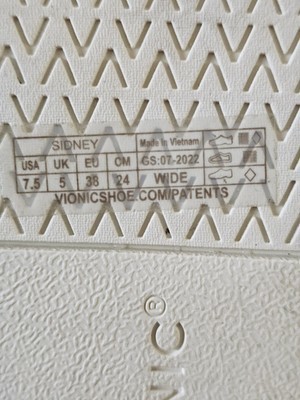 SIDNEY Made in Vietnam
USA UK EU CM GS:07-2022
7.5 5 38 24 WIDE
VIONICSHOE.COM/PATENTS
NIC®